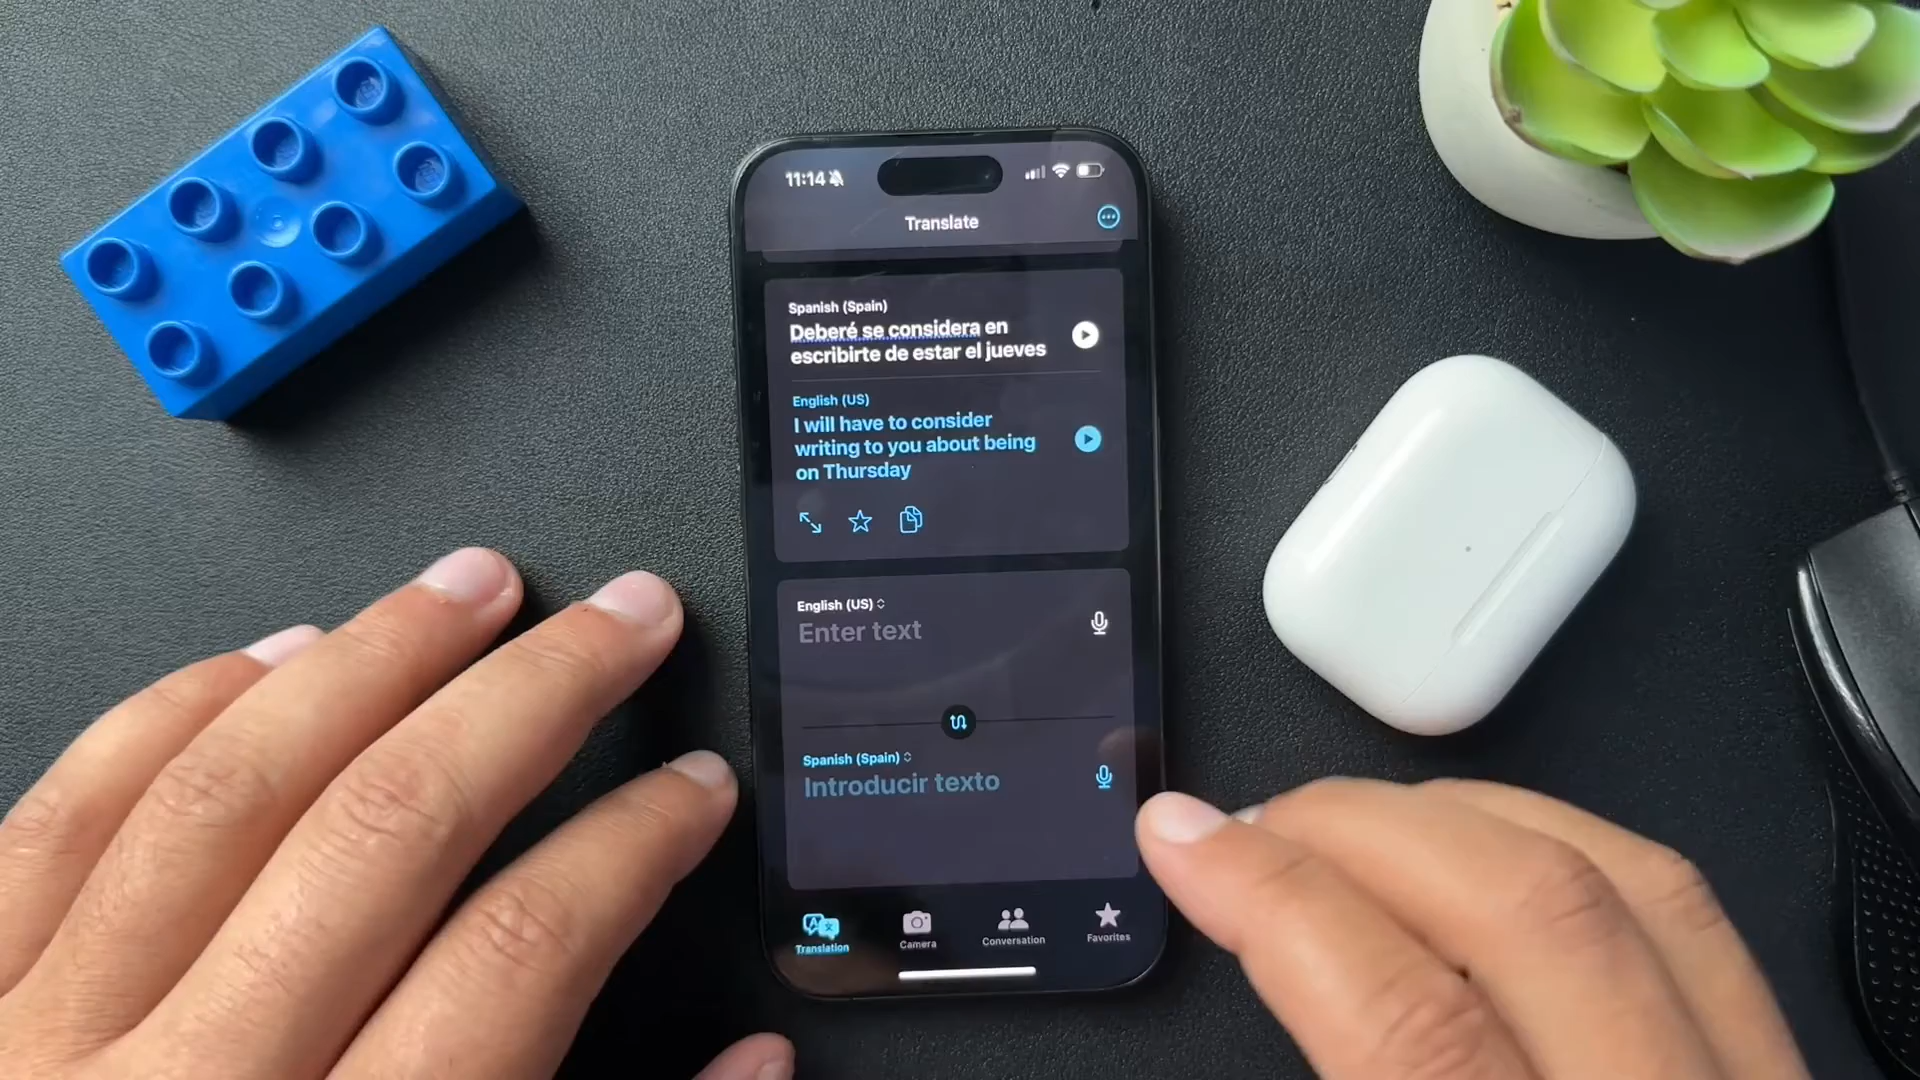 11:14
Translate
Spanish (Spain)
Deberé se considera en
escribirte de estar el jueves
English (US)
I will have to consider
writing to you about being
on Thursday
English (US)
Enter text
Spanish (Spain)
Introducir texto
Translation
Camera
Conversation
Favorites